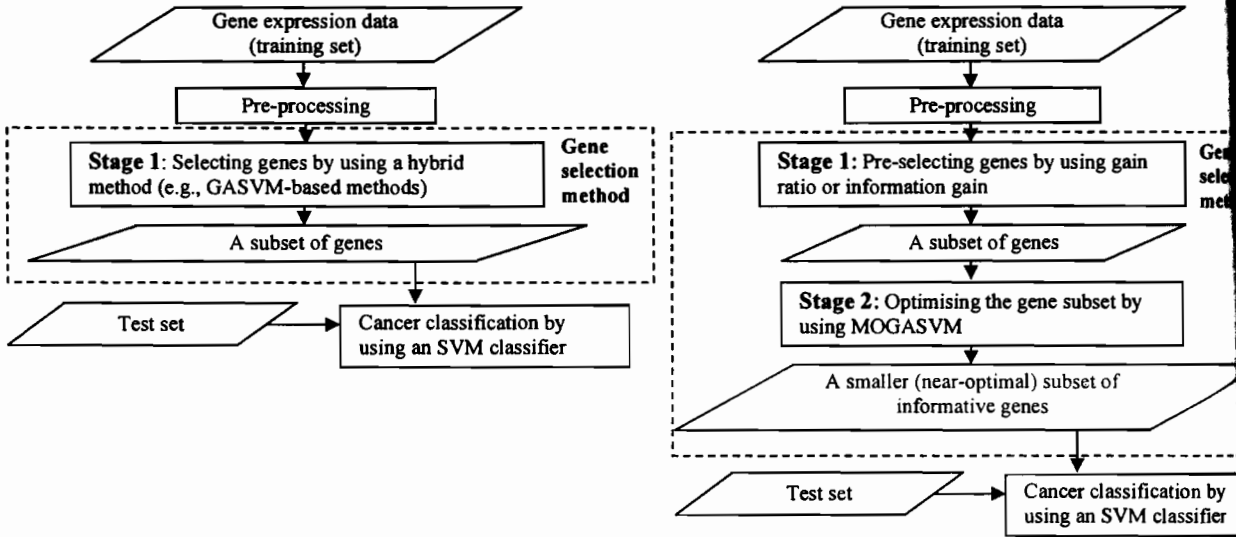 Gene expression data
(training set)
Pre-processing
Stage 1: Selecting genes by using a hybrid
method (e.g., GASVM-based methods)
Gene
selection
method
A subset of genes
Test set
Cancer classification by
using an SVM classifier
Gene expression data
(training set)
Pre-processing
Stage 1: Pre-selecting genes by using gain
ratio or information gain
A subset of genes
Stage 2: Optimising the gene subset by
using MOGASVM
A smaller (near-optimal) subset of
informative genes
Test set
Cancer classification by
using an SVM classifier